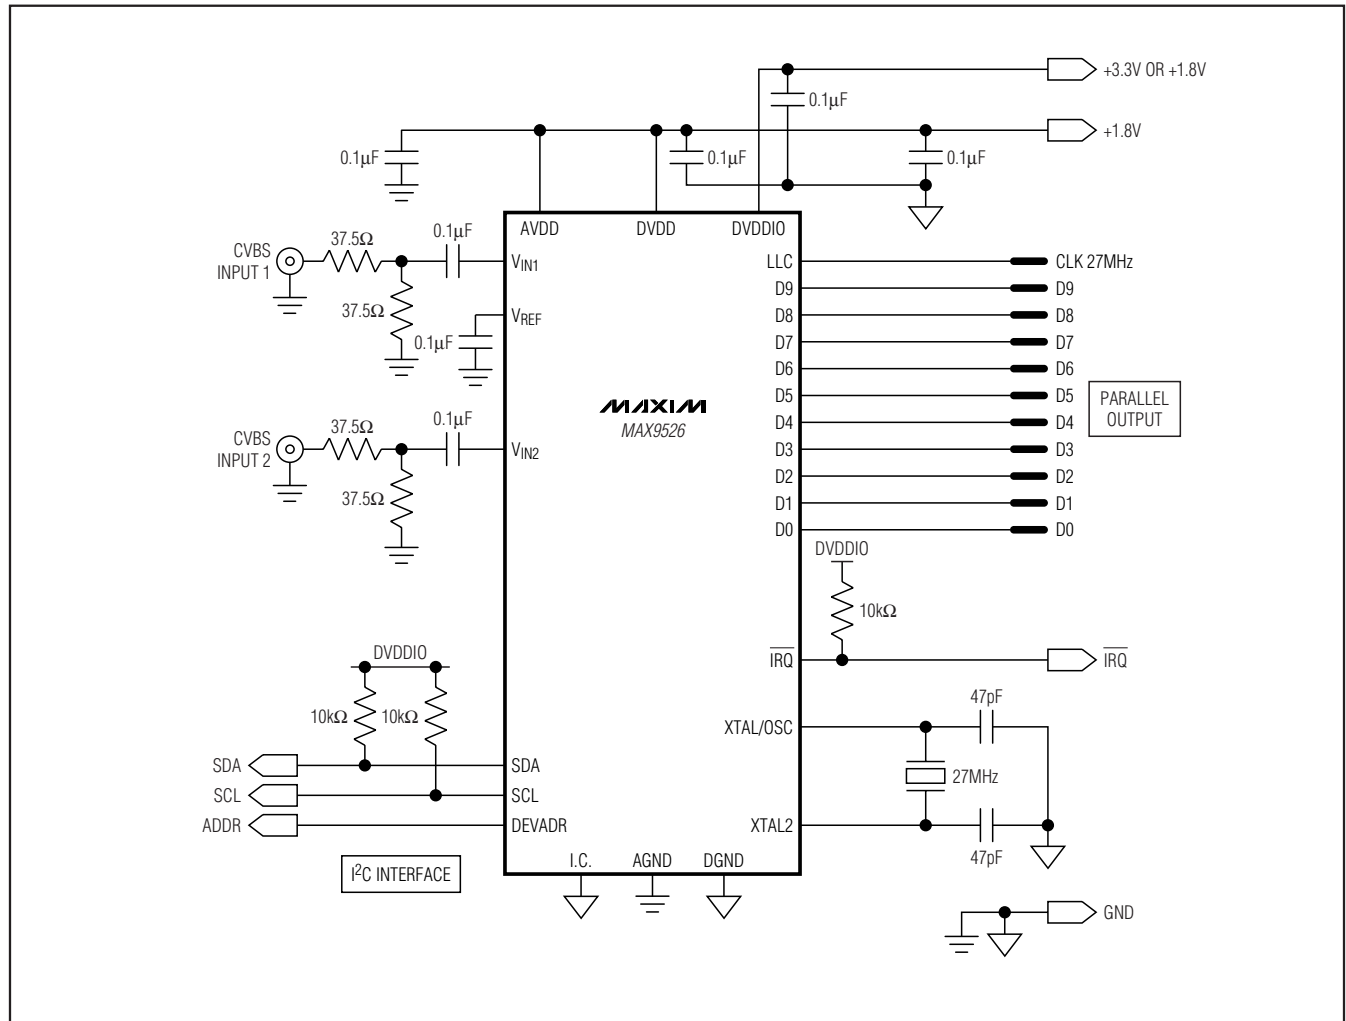 +3.3V OR +1.8V
0.1µF
+1.8V
0.1µF
0.1µF
0.1µF
AVDD
DVDD
DVDDIO
CVBS
INPUT 1
37.5Ω
0.1µF
VIN1
37.5Ω
0.1µF
VREF
CVBS
INPUT 2
37.5Ω
0.1µF
VIN2
37.5Ω
MAXIM
MAX9526
LLC
CLK 27MHz
D9
D9
D8
D8
D7
D7
D6
D6
D5
D5
D4
D4
D3
D3
D2
D2
D1
D1
D0
D0
PARALLEL
OUTPUT
DVDDIO
10kΩ
IRQ
IRQ
DVDDIO
10kΩ
10kΩ
SDA
SDA
SCL
SCL
ADDR
DEVADR
I²C INTERFACE
XTAL/OSC
47pF
27MHz
XTAL2
47pF
I.C.
AGND
DGND
GND